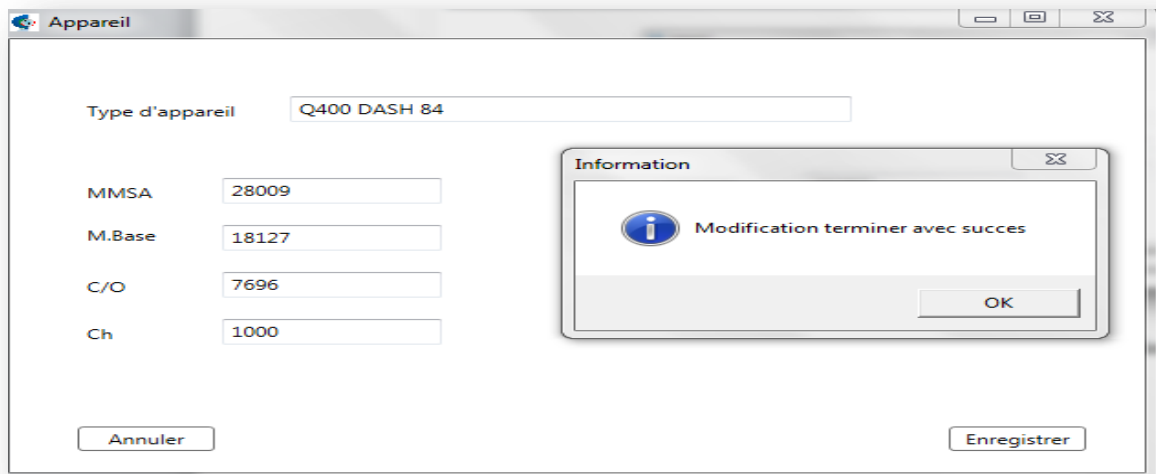 Appareil
Type d'appareil Q400 DASH 84
Information
Modification terminer avec succes
OK
MMSA 28009
M.Base 18127
C/O 7696
Ch 1000
Annuler Enregistrer